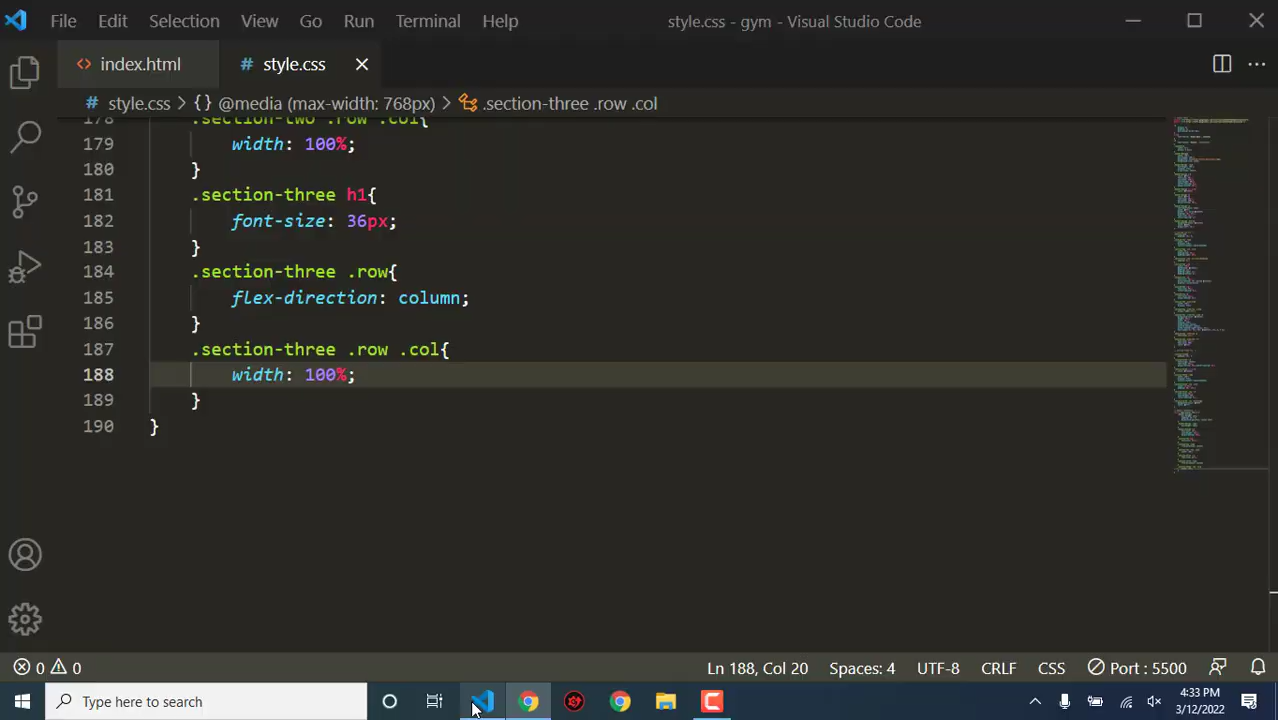 File Edit Selection View Go Run Terminal Help style.css - gym - Visual Studio Code
<> index.html # style.css
# style.css > {} @media (max-width: 768px) > .section-three .row .col
178 .section-two .row .col{
179 width: 100%;
180 }
181 .section-three h1{
182 font-size: 36px;
183 }
184 .section-three .row{
185 flex-direction: column;
186 }
187 .section-three .row .col{
188 width: 100%;
189 }
190 }
0 0 Ln 188, Col 20 Spaces: 4 UTF-8 CRLF CSS Port : 5500
Type here to search
4:33 PM
3/12/2022